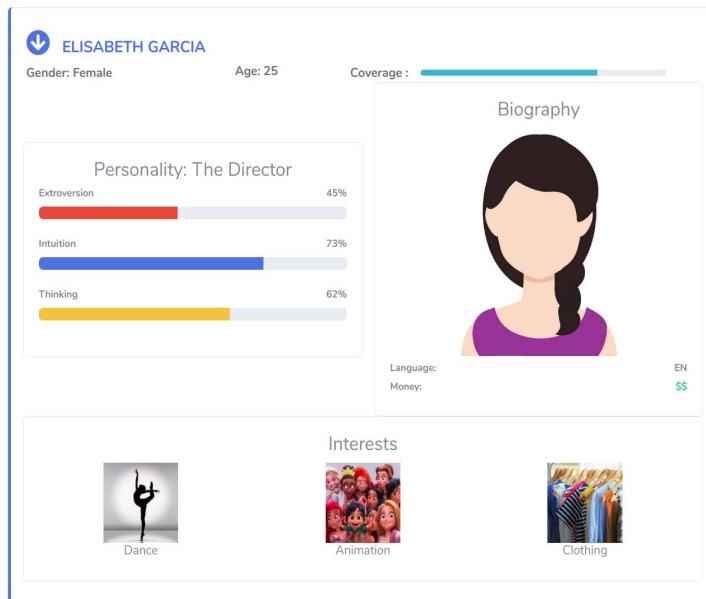 ELISABETH GARCIA
Gender: Female Age: 25 Coverage :
Biography
Personality: The Director
Extroversion 45%
Intuition 73%
Thinking 62%
Language: EN
Money: $$
Interests
Dance Animation Clothing